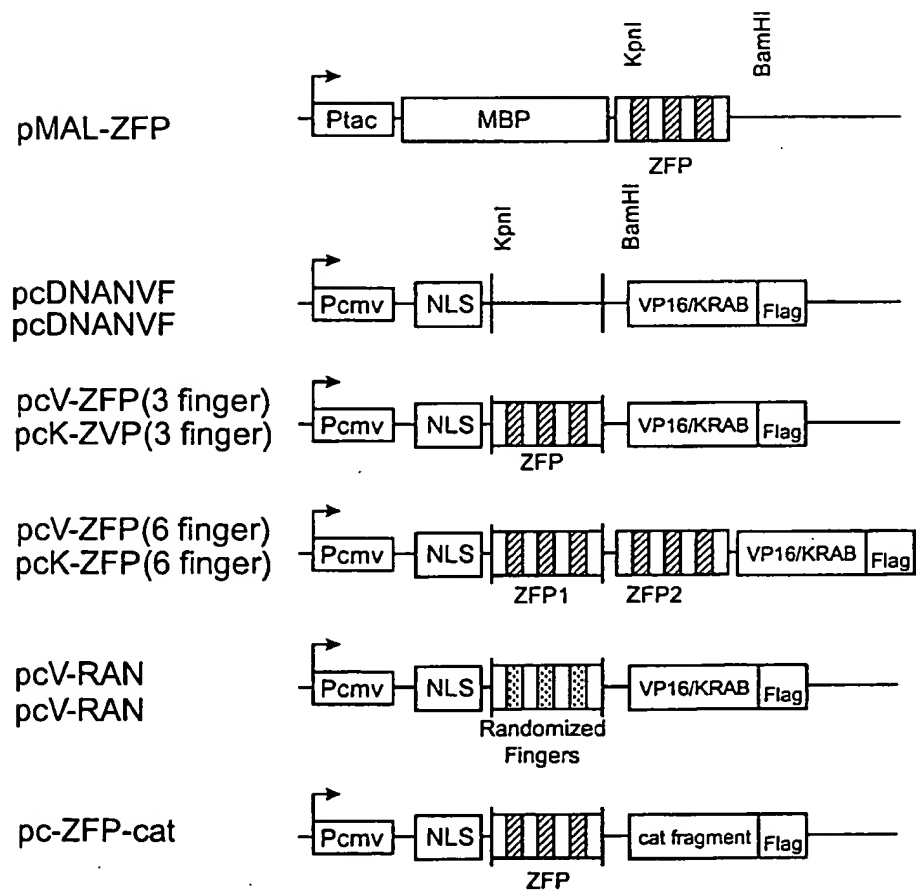 KpnI
BamHI
pMAL-ZFP
Ptac
MBP
ZFP
KpnI
BamHI
pcDNANVF
pcDNANVF
Pcmv
NLS
VP16/KRAB
Flag
pcV-ZFP(3 finger)
pcK-ZVP(3 finger)
Pcmv
NLS
VP16/KRAB
Flag
ZFP
pcV-ZFP(6 finger)
pcK-ZFP(6 finger)
Pcmv
NLS
VP16/KRAB
Flag
ZFP1
ZFP2
pcV-RAN
pcV-RAN
Pcmv
NLS
VP16/KRAB
Flag
Randomized
Fingers
pc-ZFP-cat
Pcmv
NLS
cat fragment
Flag
ZFP